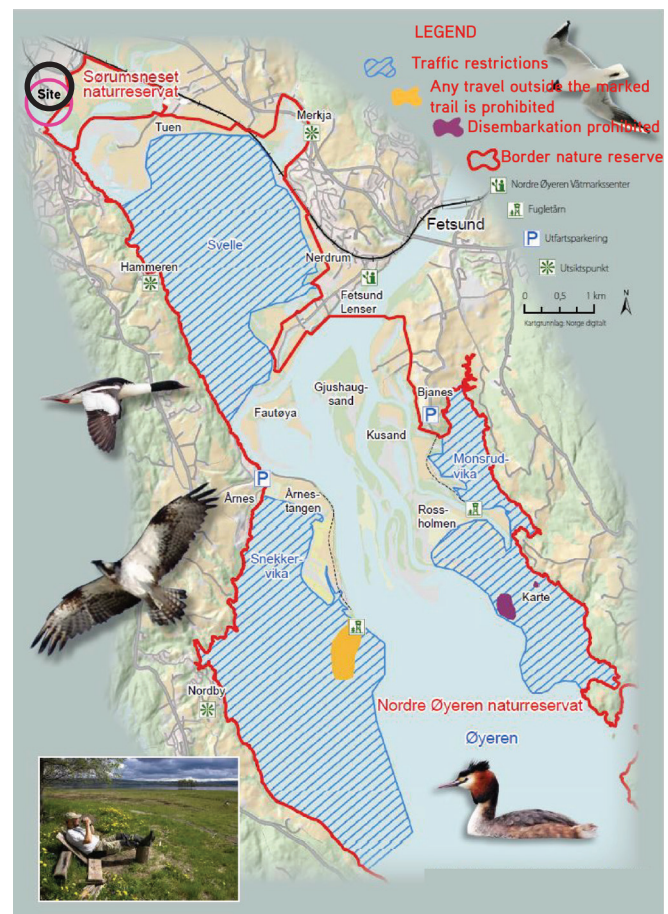 LEGEND
Traffic restrictions
Any travel outside the marked
trail is prohibited
Disembarkation prohibited
Border nature reserve
Nordre Øyeren Våtmarkssenter
Fugletårn
P Utfartsparkering
Utsiktspunkt
0 0,5 1 km
N
Kartgrunnlag: Norge digitalt
Site
Sørumsneset
naturreservat
Tuen
Merkja
Fetsund
Svelle
Nerdrum
Hammeren
Fetsund
Lenser
Gjushaug-
sand
Bjanes
P
Fautøya
Kusand
Monsrud-
vika
P
Årnes
Årnes-
tangen
Ross-
holmen
Snekker-
vika
Karte
Nordby
Nordre Øyeren naturreservat
Øyeren